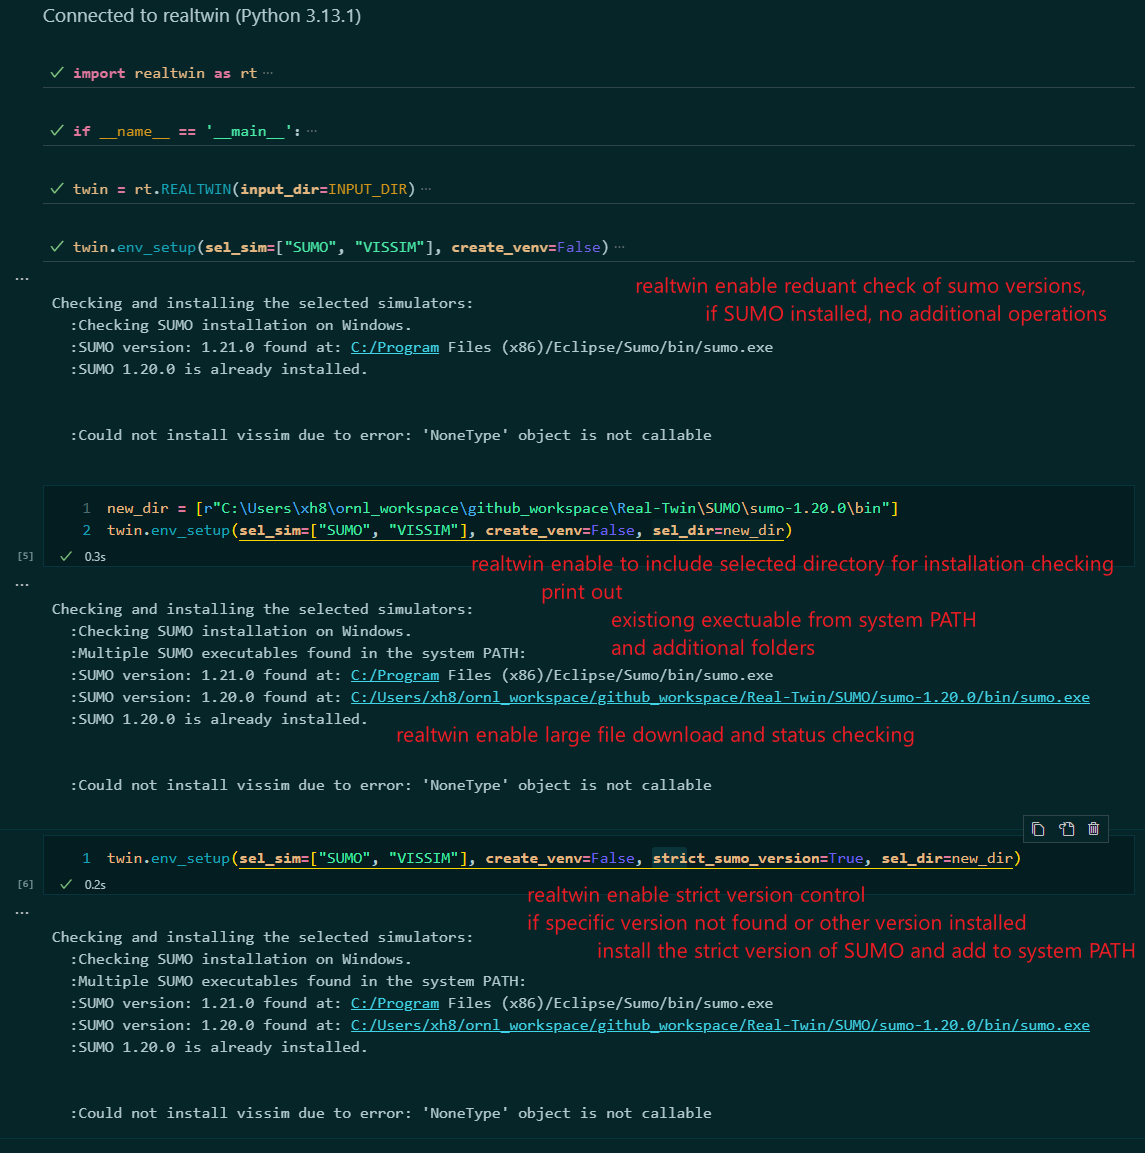 Connected to realtwin (Python 3.13.1)
import realtwin as rt ...
if __name__ == '__main__': ...
twin = rt.REALTWIN(input_dir=INPUT_DIR) ...
twin.env_setup(sel_sim=["SUMO", "VISSIM"], create_venv=False) ...
...
realtwin enable reduant check of sumo versions,
if SUMO installed, no additional operations
Checking and installing the selected simulators:
:Checking SUMO installation on Windows.
:SUMO version: 1.21.0 found at: C:/Program Files (x86)/Eclipse/Sumo/bin/sumo.exe
:SUMO 1.20.0 is already installed.
:Could not install vissim due to error: 'NoneType' object is not callable
1 new_dir = [r"C:\Users\xh8\ornl_workspace\github_workspace\Real-Twin\SUMO\sumo-1.20.0\bin"]
2 twin.env_setup(sel_sim=["SUMO", "VISSIM"], create_venv=False, sel_dir=new_dir)
[5] 0.3s
realtwin enable to include selected directory for installation checking
...
print out
existiong exectuable from system PATH
and additional folders
Checking and installing the selected simulators:
:Checking SUMO installation on Windows.
:Multiple SUMO executables found in the system PATH:
:SUMO version: 1.21.0 found at: C:/Program Files (x86)/Eclipse/Sumo/bin/sumo.exe
:SUMO version: 1.20.0 found at: C:/Users/xh8/ornl_workspace/github_workspace/Real-Twin/SUMO/sumo-1.20.0/bin/sumo.exe
:SUMO 1.20.0 is already installed.
realtwin enable large file download and status checking
:Could not install vissim due to error: 'NoneType' object is not callable
1 twin.env_setup(sel_sim=["SUMO", "VISSIM"], create_venv=False, strict_sumo_version=True, sel_dir=new_dir)
[6] 0.2s
realtwin enable strict version control
...
if specific version not found or other version installed
install the strict version of SUMO and add to system PATH
Checking and installing the selected simulators:
:Checking SUMO installation on Windows.
:Multiple SUMO executables found in the system PATH:
:SUMO version: 1.21.0 found at: C:/Program Files (x86)/Eclipse/Sumo/bin/sumo.exe
:SUMO version: 1.20.0 found at: C:/Users/xh8/ornl_workspace/github_workspace/Real-Twin/SUMO/sumo-1.20.0/bin/sumo.exe
:SUMO 1.20.0 is already installed.
:Could not install vissim due to error: 'NoneType' object is not callable